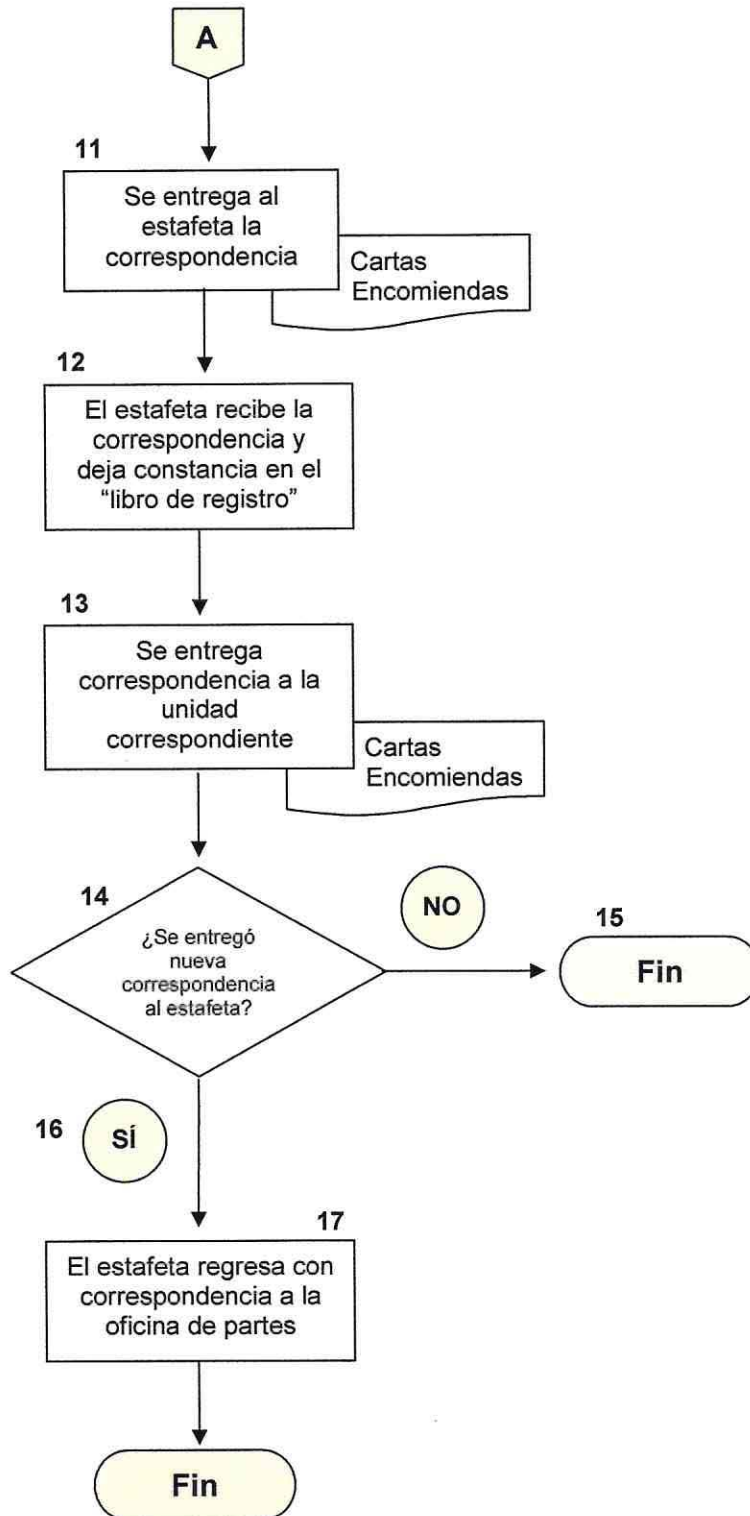 A
11
Se entrega al
estafeta la
correspondencia
Cartas
Encomiendas
12
El estafeta recibe la
correspondencia y
deja constancia en el
“libro de registro”
13
Se entrega
correspondencia a la
unidad
correspondiente
Cartas
Encomiendas
14
¿Se entregó
nueva
correspondencia
al estafeta?
NO
15
Fin
16
SÍ
17
El estafeta regresa con
correspondencia a la
oficina de partes
Fin